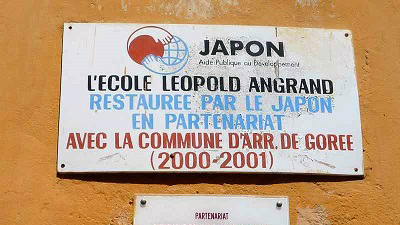 JAPON
Aide Publique au Développement
L'ECOLE LEOPOLD ANGRAND
RESTAUREE PAR LE JAPON
EN PARTENARIAT
AVEC LA COMMUNE D'ARR. DE GOREE
(2000-2001)
PARTENARIAT